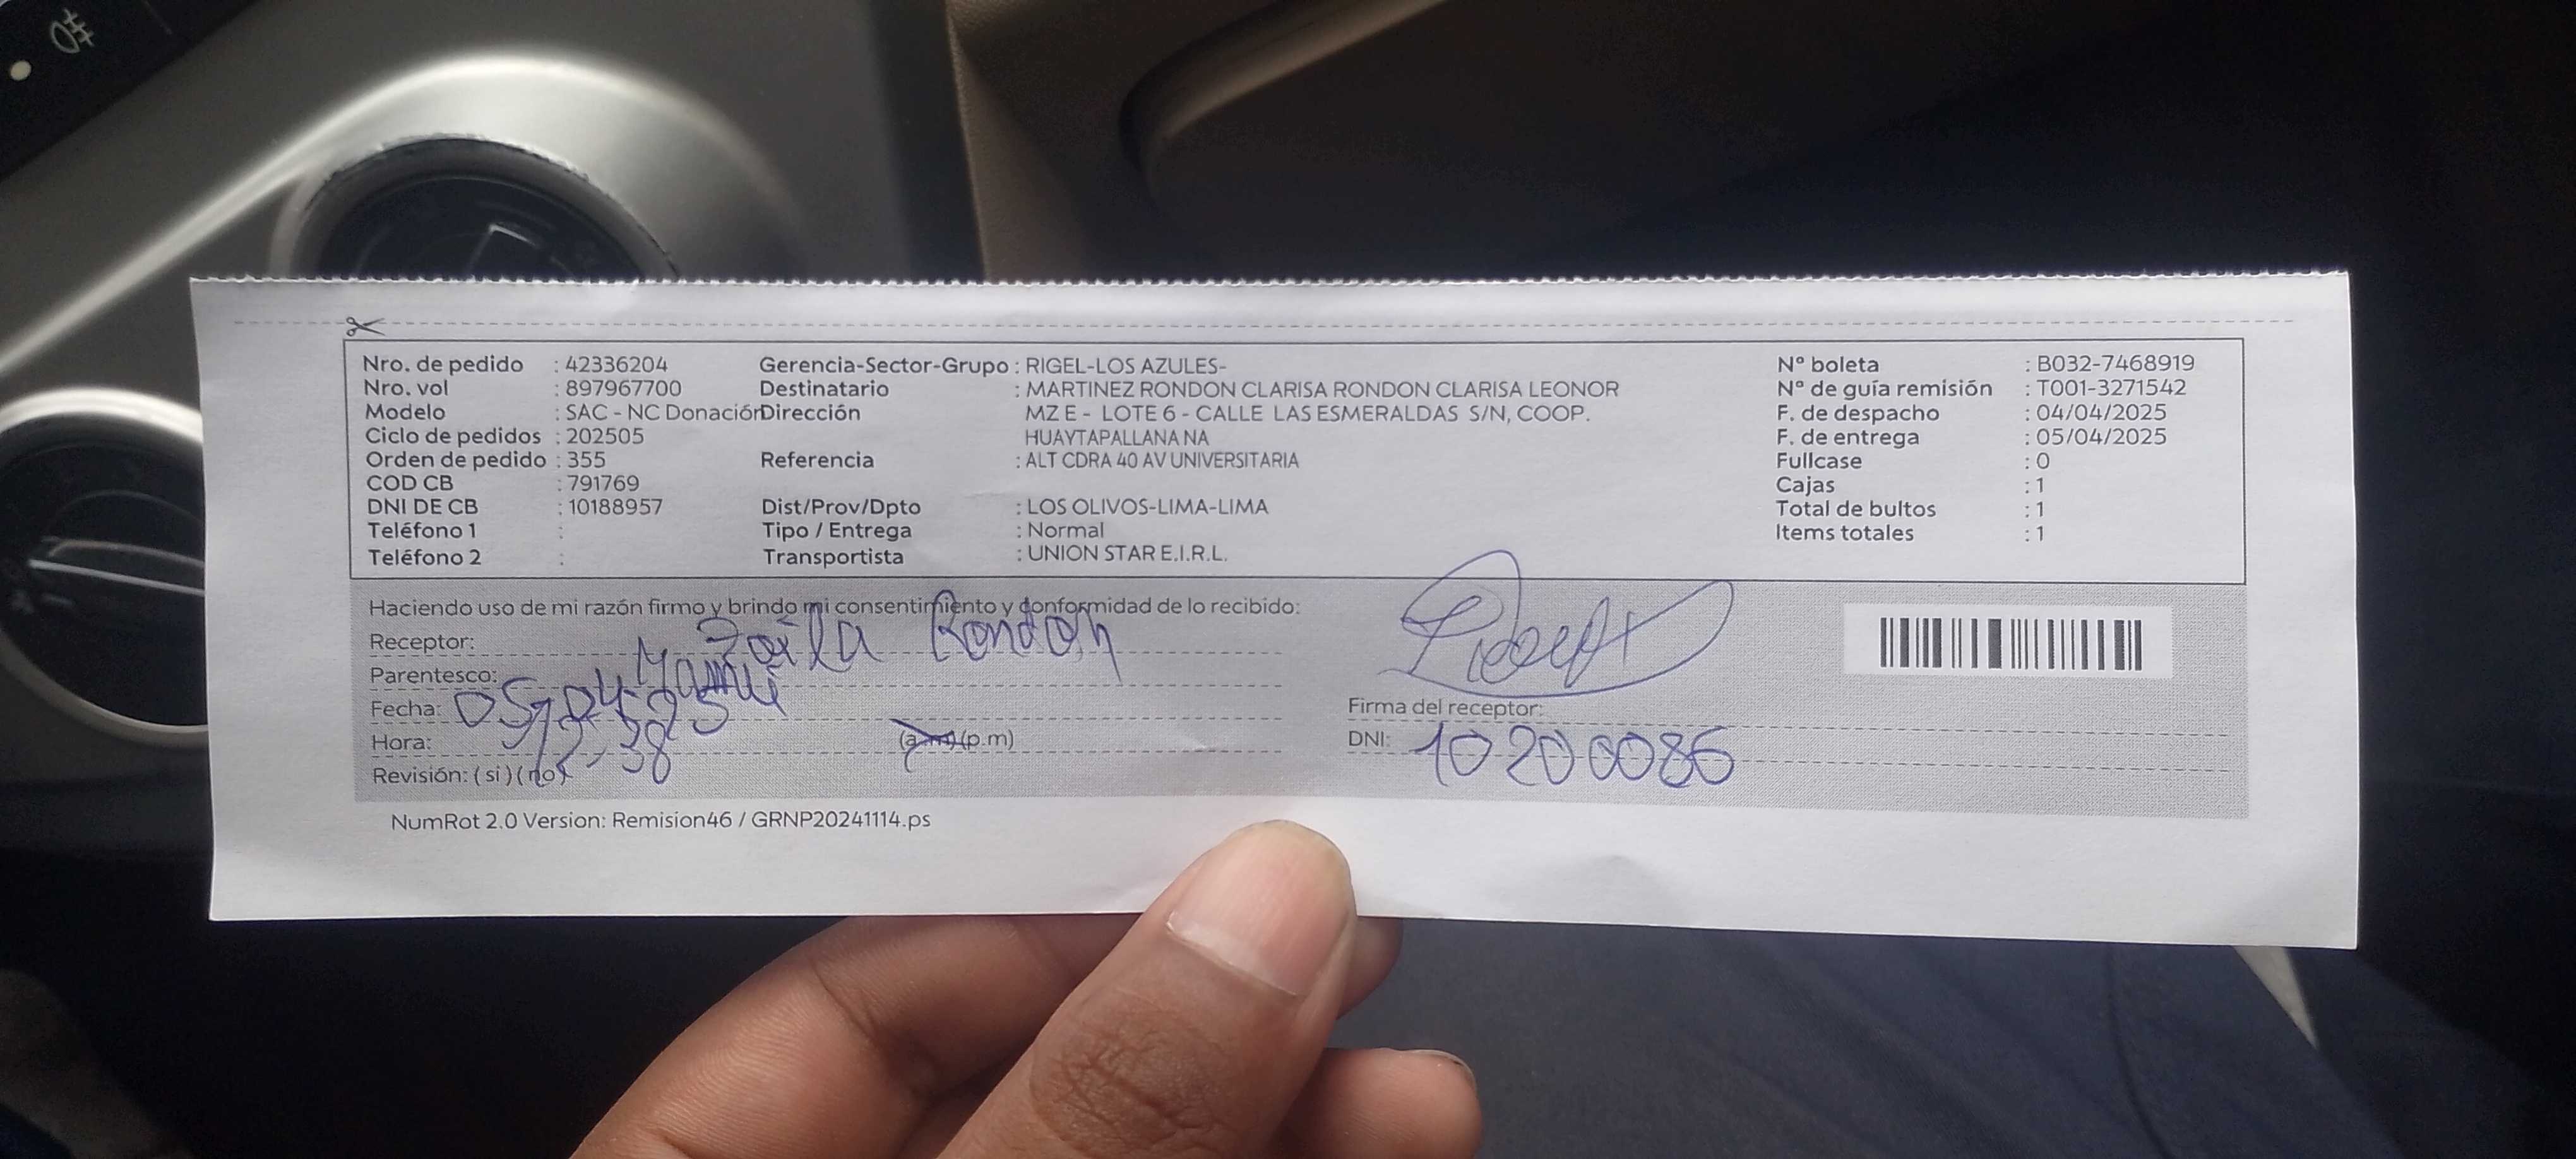 Nro. de pedido : 42336204 Gerencia-Sector-Grupo : RIGEL-LOS AZULES- Nº boleta : B032-7468919
Nro. vol : 897967700 Destinatario : MARTINEZ RONDON CLARISA RONDON CLARISA LEONOR Nº de guía remisión : T001-3271542
Modelo : SAC - NC Donación Dirección MZ E - LOTE 6 - CALLE LAS ESMERALDAS S/N, COOP. F. de despacho : 04/04/2025
Ciclo de pedidos : 202505 HUAYTAPALLANA NA F. de entrega : 05/04/2025
Orden de pedido : 355 Referencia : ALT CDRA 40 AV UNIVERSITARIA Fullcase : 0
COD CB : 791769 Cajas : 1
DNI DE CB : 10188957 Dist/Prov/Dpto : LOS OLIVOS-LIMA-LIMA Total de bultos : 1
Teléfono 1 : Tipo / Entrega : Normal Items totales : 1
Teléfono 2 : Transportista : UNION STAR E.I.R.L.
Haciendo uso de mi razón firmo y brindo mi consentimiento y conformidad de lo recibido:
Receptor: Zoila Rondon
Parentesco: Mamá
Fecha: 05-04-25 Firma del receptor:
Hora: 12-38 (a.m) (p.m) DNI: 10200086
Revisión: (si) (no)
NumRot 2.0 Version: Remision46 / GRNP20241114.ps